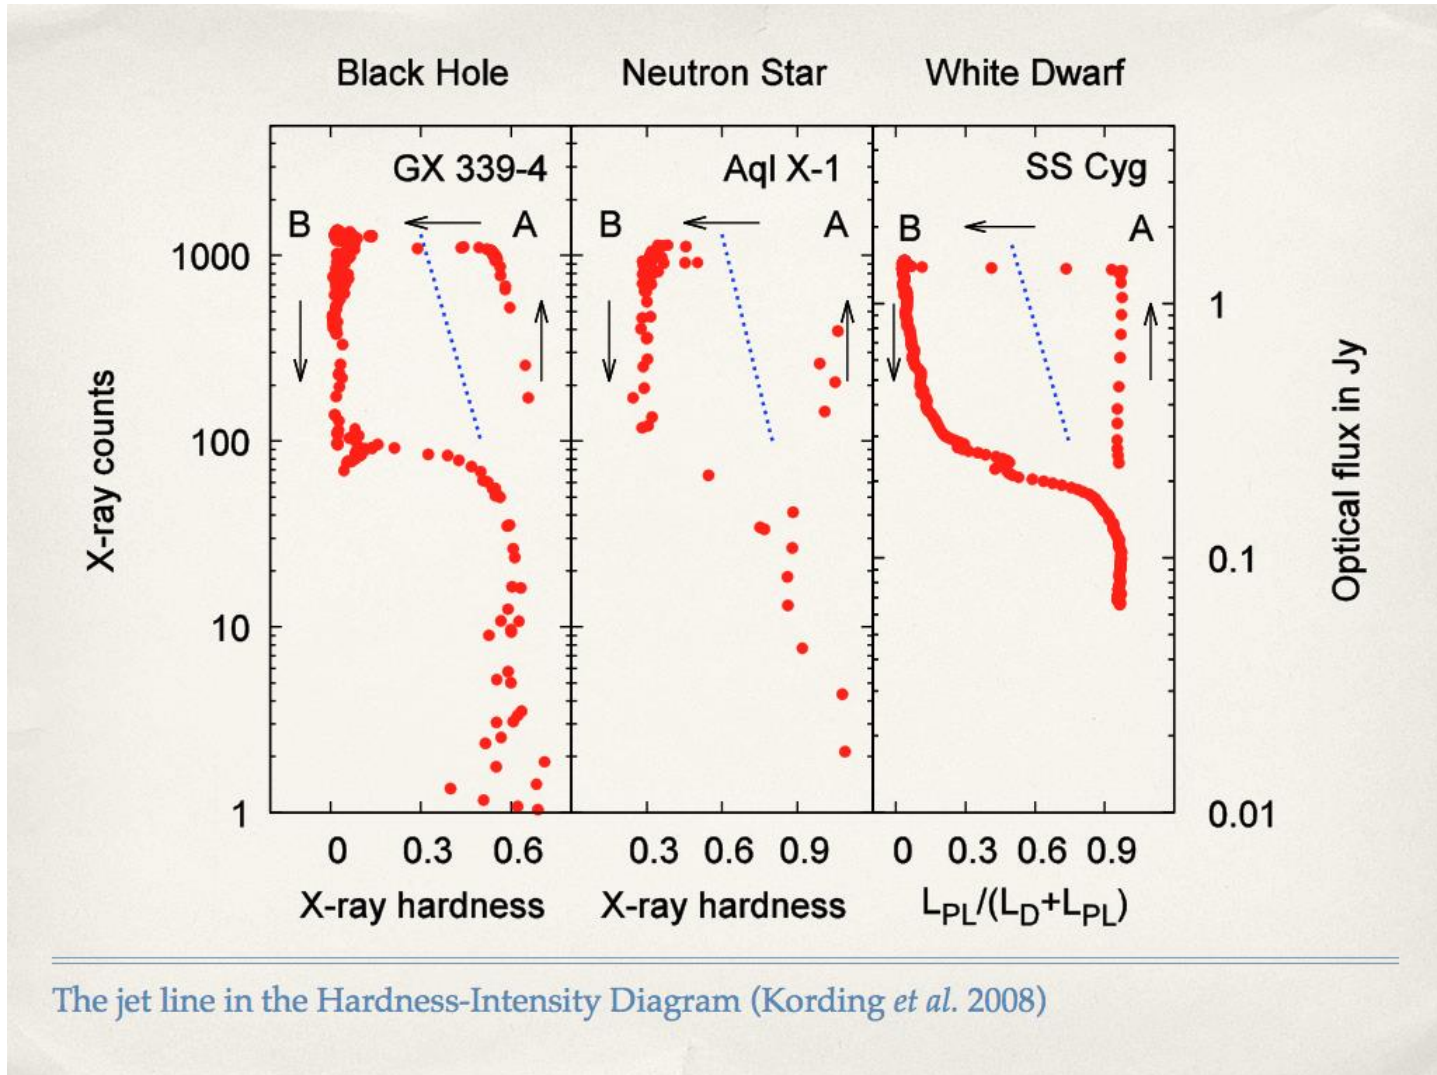 Black Hole Neutron Star White Dwarf
GX 339-4 Aql X-1 SS Cyg
B A B A B A
1000
100
10
1
X-ray counts
1
0.1
0.01
Optical flux in Jy
0 0.3 0.6 0.3 0.6 0.9 0 0.3 0.6 0.9
X-ray hardness X-ray hardness LPL/(LD+LPL)
The jet line in the Hardness-Intensity Diagram (Kording et al. 2008)